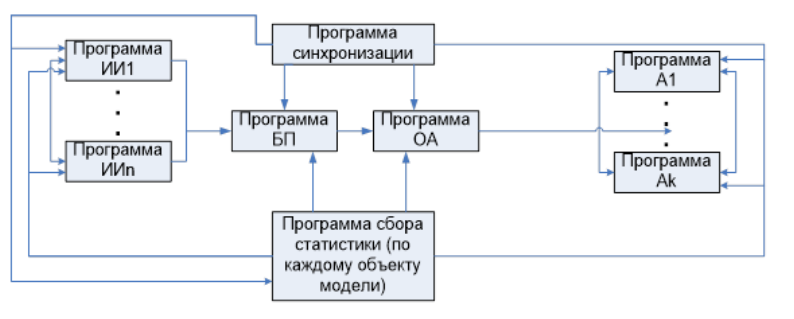 Программа
синхронизации
Программа
ИИ1
Программа
А1
Программа
БП
Программа
ОА
Программа
ИИn
Программа
Аk
Программа сбора
статистики (по
каждому объекту
модели)